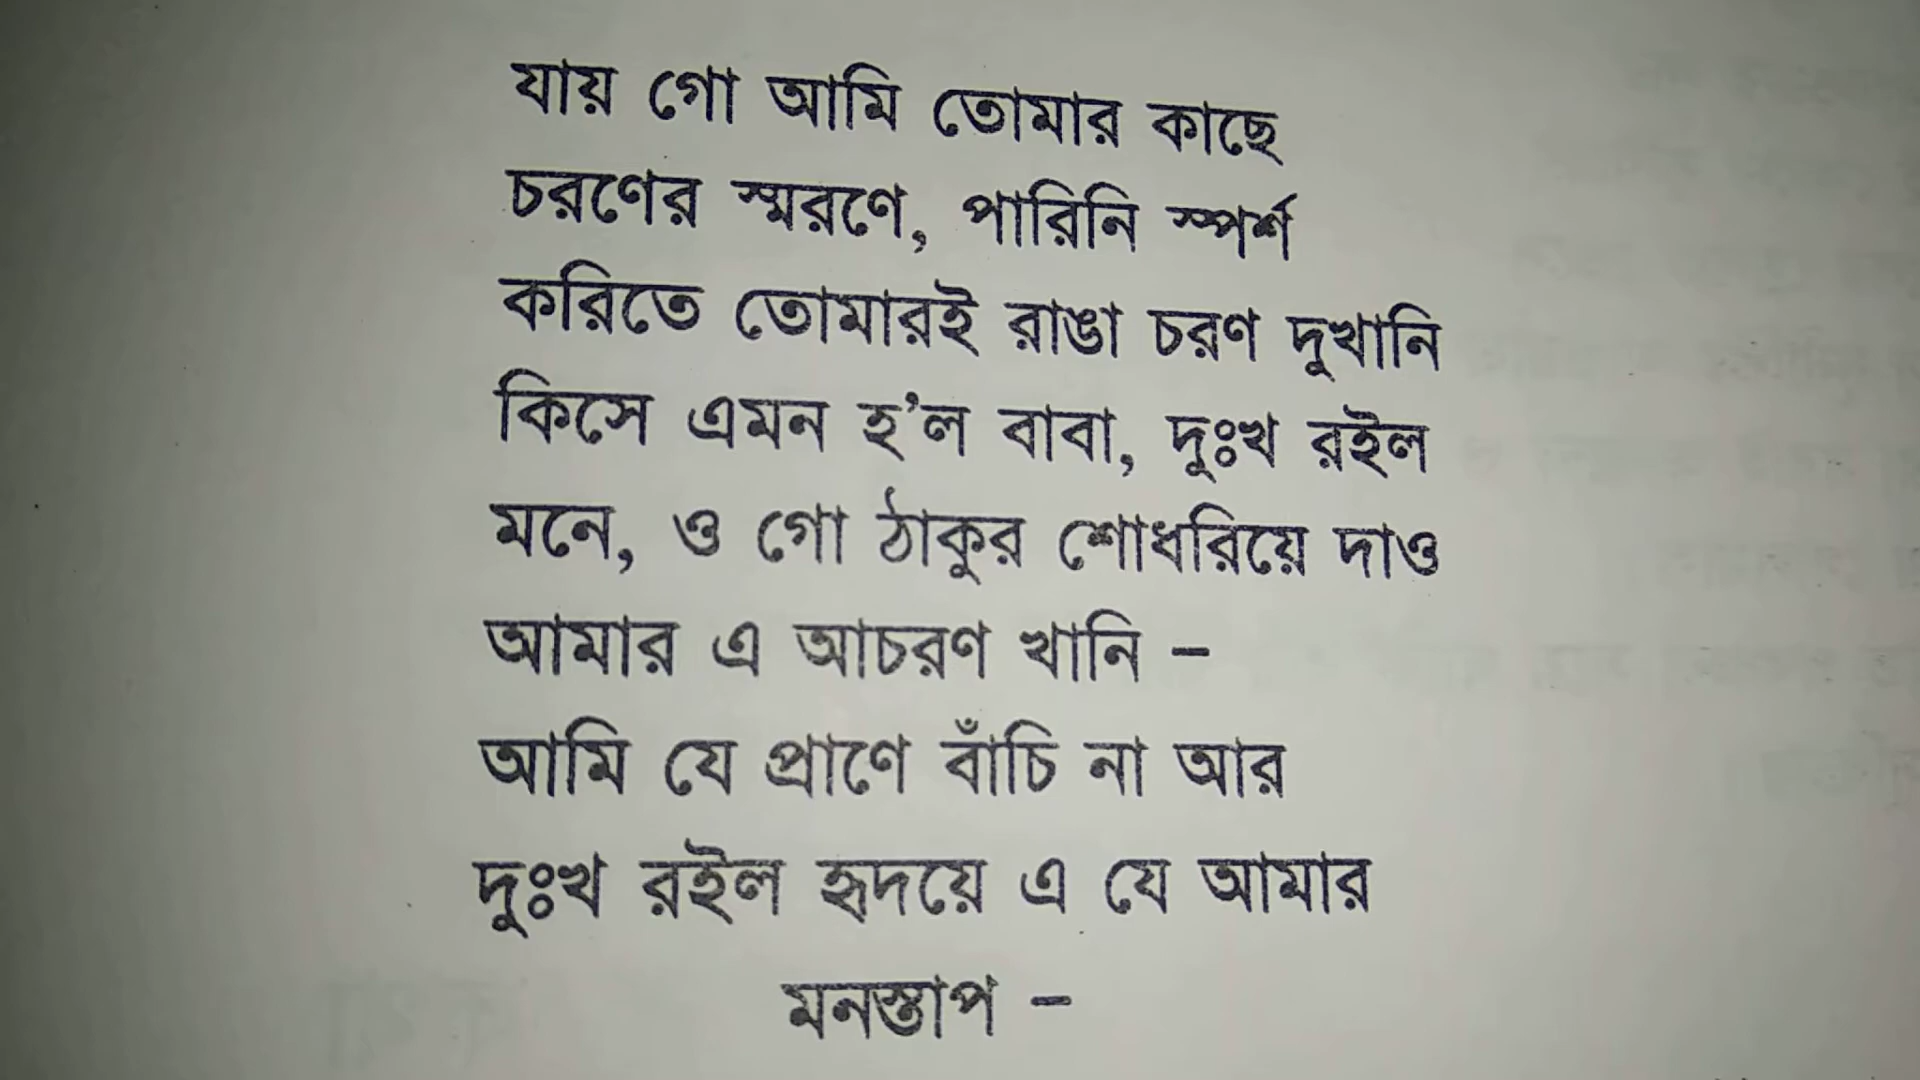 যায় গো আমি তোমার কাছে
চরণের স্মরণে, পারিনি স্পর্শ
করিতে তোমারই রাঙা চরণ দুখানি
কিসে এমন হ'ল বাবা, দুঃখ রইল
মনে, ও গো ঠাকুর শোধরিয়ে দাও
আমার এ আচরণ খানি –
আমি যে প্রাণে বাঁচি না আর
দুঃখ রইল হৃদয়ে এ যে আমার
মনস্তাপ –